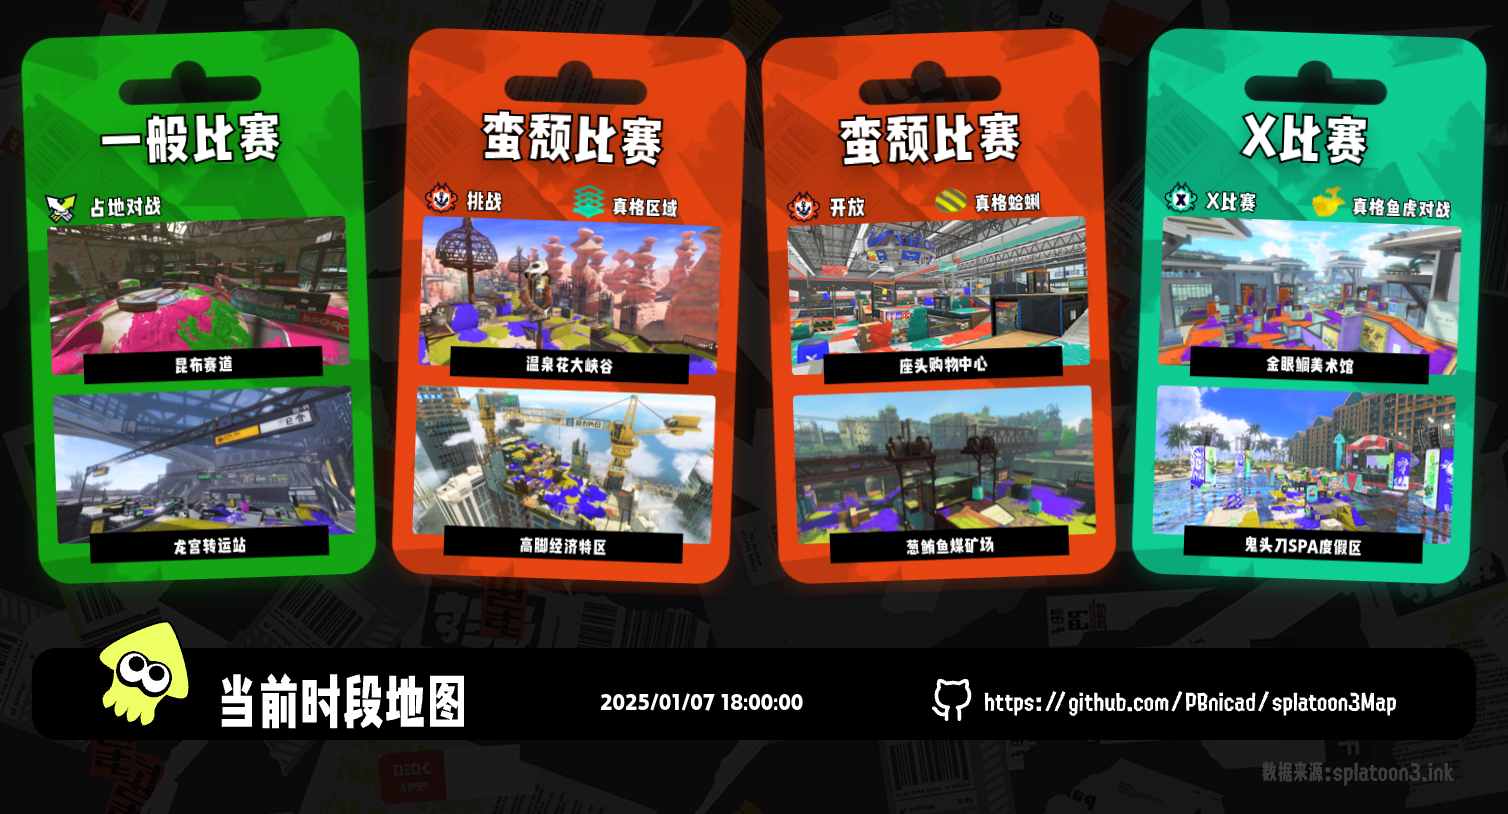 一般比赛
占地对战
昆布赛道
龙宫转运站
蛮颓比赛
挑战
真格区域
温泉花大峡谷
高脚经济特区
蛮颓比赛
开放
真格蛤蜊
座头购物中心
葱鲔鱼煤矿场
X比赛
X比赛
真格鱼虎对战
金眼鲷美术馆
鬼头刀SPA度假区
当前时段地图
2025/01/07 18:00:00
https://github.com/PBnicad/splatoon3Map
数据来源:splatoon3.ink